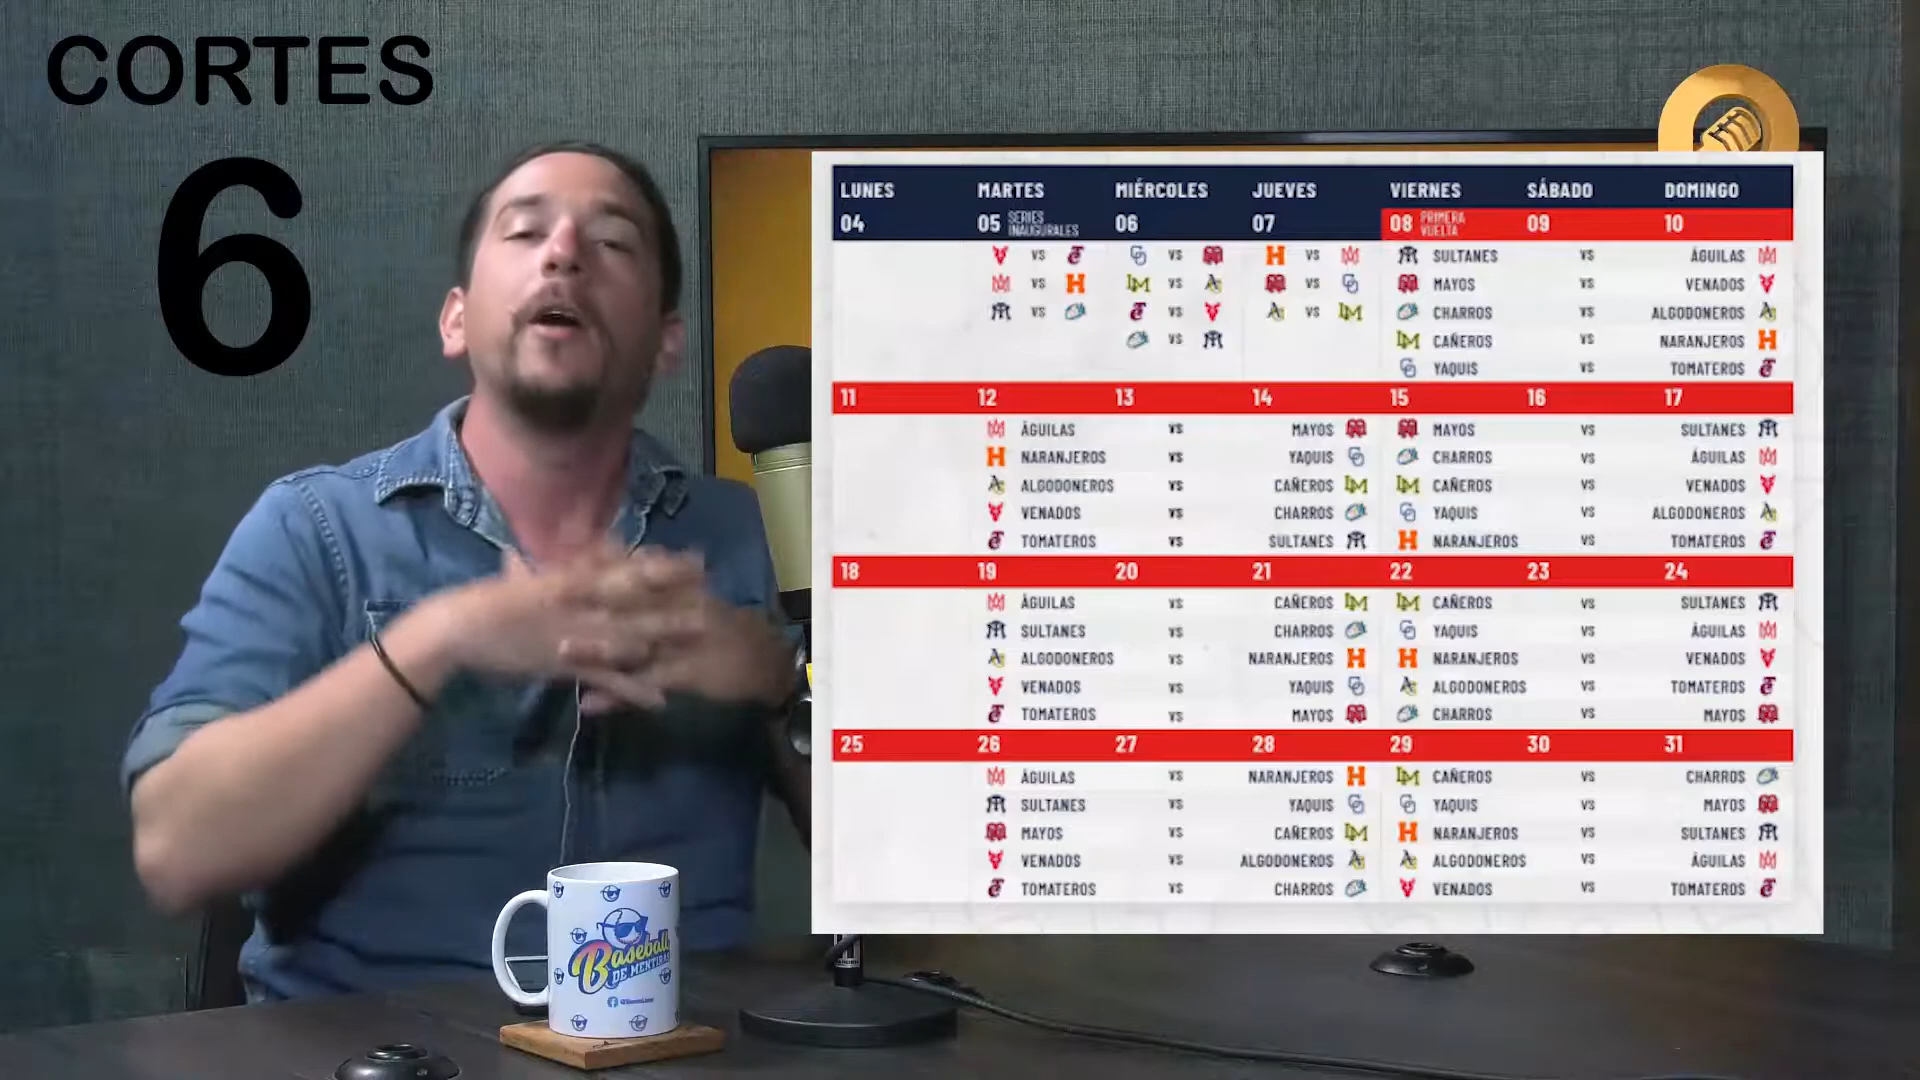 CORTES
6
LUNES MARTES MIÉRCOLES JUEVES VIERNES SÁBADO DOMINGO
04 05 SERIES INAUGURALES 06 07 08 PRIMERA VUELTA 09 10
VS VS VS SULTANES VS ÁGUILAS
VS VS VS MAYOS VS VENADOS
VS VS VS CHARROS VS ALGODONEROS
VS CAÑEROS VS NARANJEROS
YAQUIS VS TOMATEROS
11 12 13 14 15 16 17
ÁGUILAS VS MAYOS MAYOS VS SULTANES
NARANJEROS VS YAQUIS CHARROS VS ÁGUILAS
ALGODONEROS VS CAÑEROS CAÑEROS VS VENADOS
VENADOS VS CHARROS YAQUIS VS ALGODONEROS
TOMATEROS VS SULTANES NARANJEROS VS TOMATEROS
18 19 20 21 22 23 24
ÁGUILAS VS CAÑEROS CAÑEROS VS SULTANES
SULTANES VS CHARROS YAQUIS VS ÁGUILAS
ALGODONEROS VS NARANJEROS NARANJEROS VS VENADOS
VENADOS VS YAQUIS ALGODONEROS VS TOMATEROS
TOMATEROS VS MAYOS CHARROS VS MAYOS
25 26 27 28 29 30 31
ÁGUILAS VS NARANJEROS CAÑEROS VS CHARROS
SULTANES VS YAQUIS YAQUIS VS MAYOS
MAYOS VS CAÑEROS NARANJEROS VS SULTANES
VENADOS VS ALGODONEROS ALGODONEROS VS ÁGUILAS
TOMATEROS VS CHARROS VENADOS VS TOMATEROS
Baseball
DE MENTIRAS